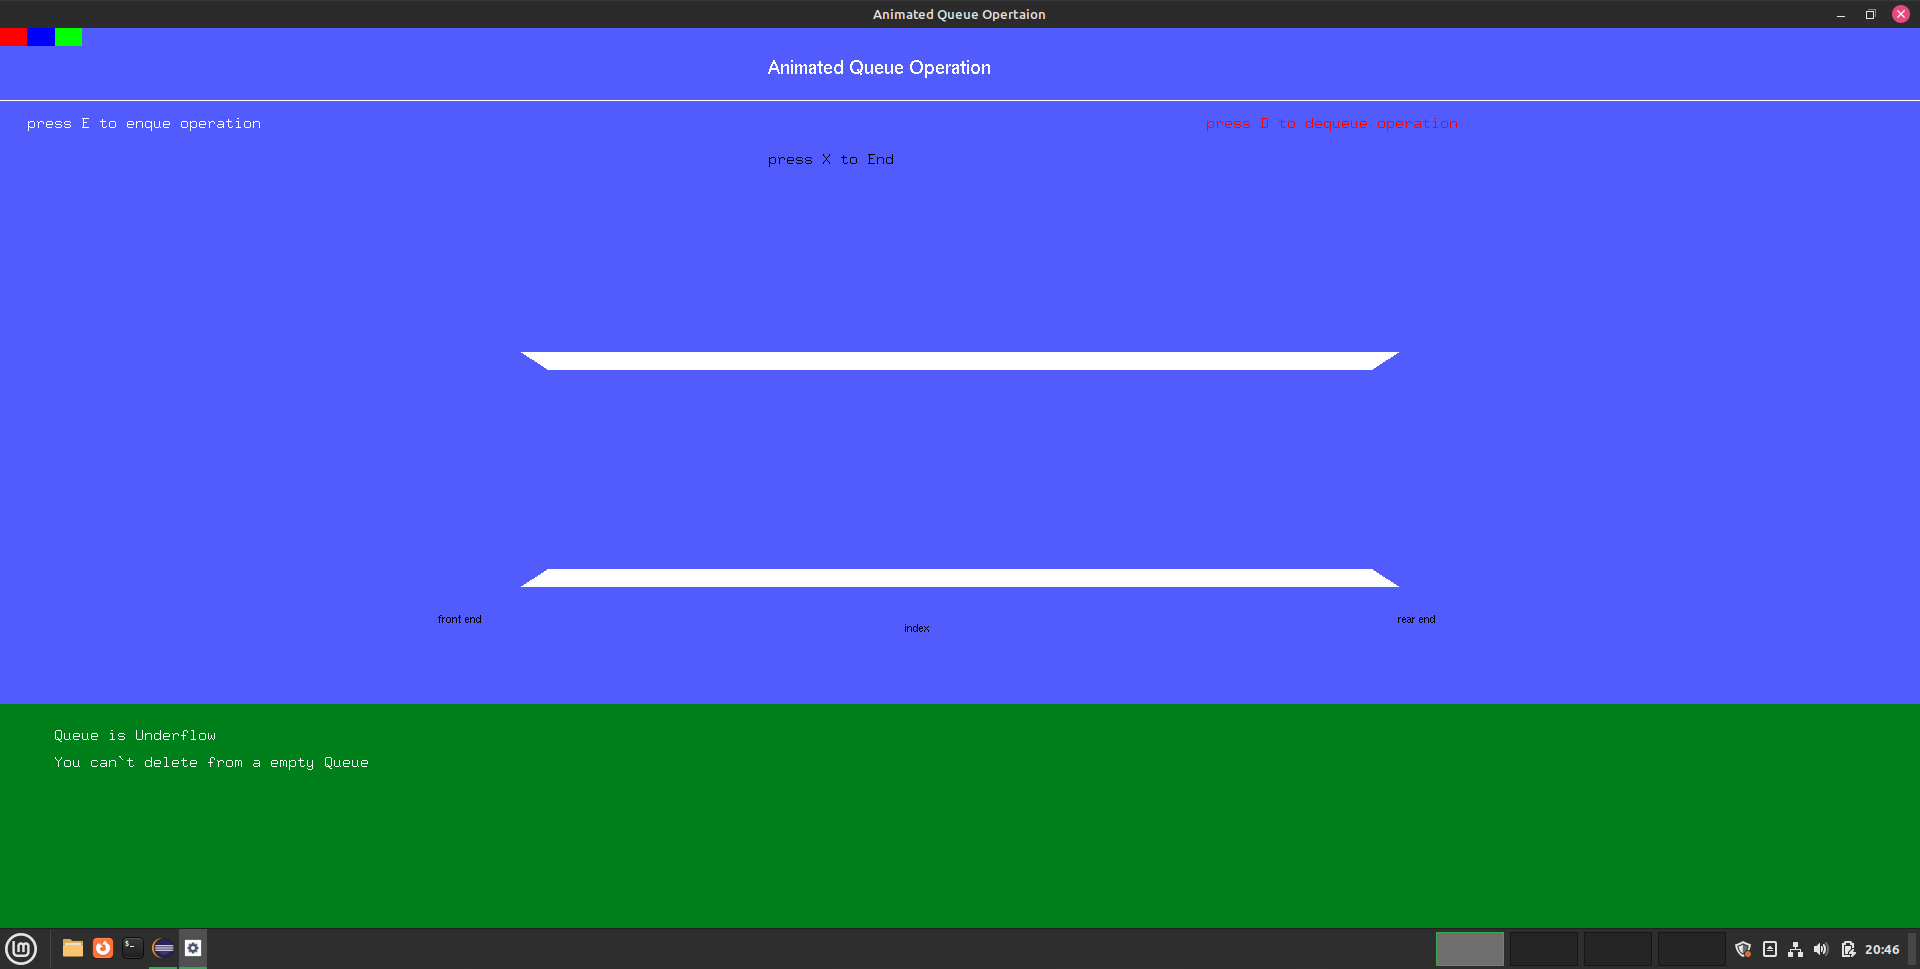 Animated Queue Opertaion
Animated Queue Operation
press E to enque operation
press D to dequeue operation
press X to End
front end
index
rear end
Queue is Underflow
You can`t delete from a empty Queue
20:46